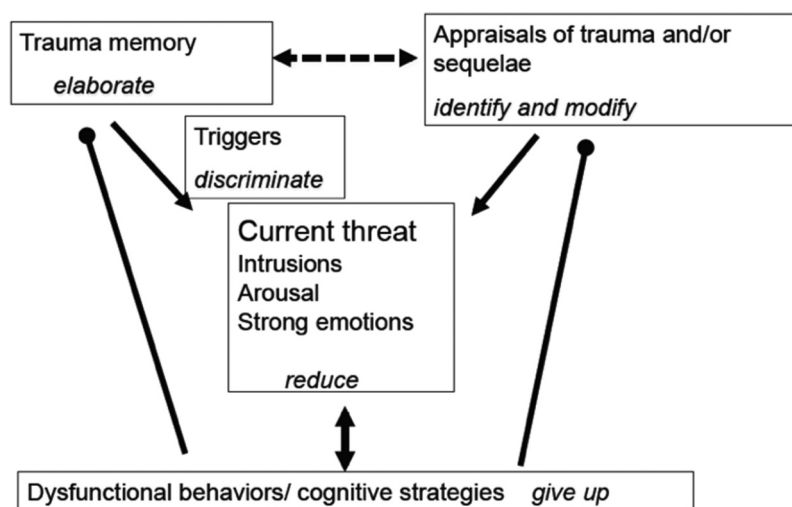 Trauma memory
elaborate
Appraisals of trauma and/or
sequelae
identify and modify
Triggers
discriminate
Current threat
Intrusions
Arousal
Strong emotions
reduce
Dysfunctional behaviors/ cognitive strategies give up